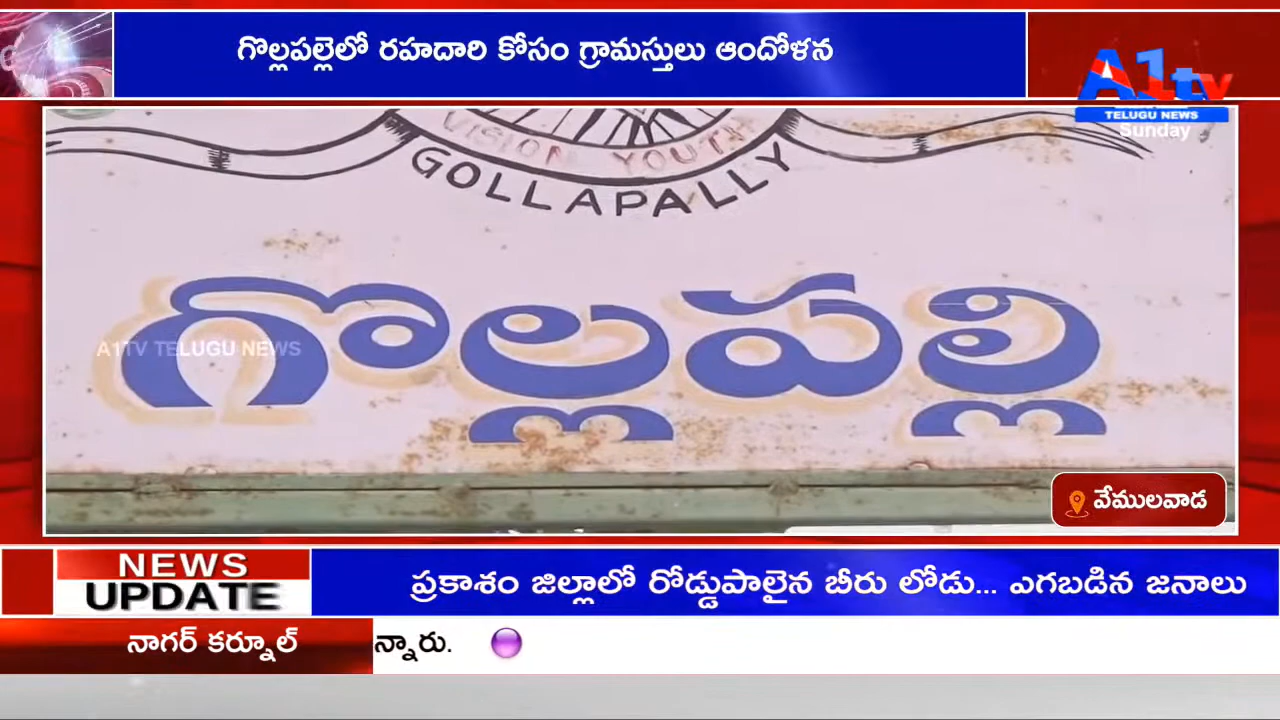 గొల్లపల్లెలో రహదారి కోసం గ్రామస్తులు ఆందోళన
A1tv
TELUGU NEWS
Sunday
VISION YOUTH
GOLLAPALLY
గొల్లపల్లి
A1TV TELUGU NEWS
వేములవాడ
NEWS
UPDATE
ప్రకాశం జిల్లాలో రోడ్డుపాలైన బీరు లోడు... ఎగబడిన జనాలు
నాగర్ కర్నూల్
న్నారు.